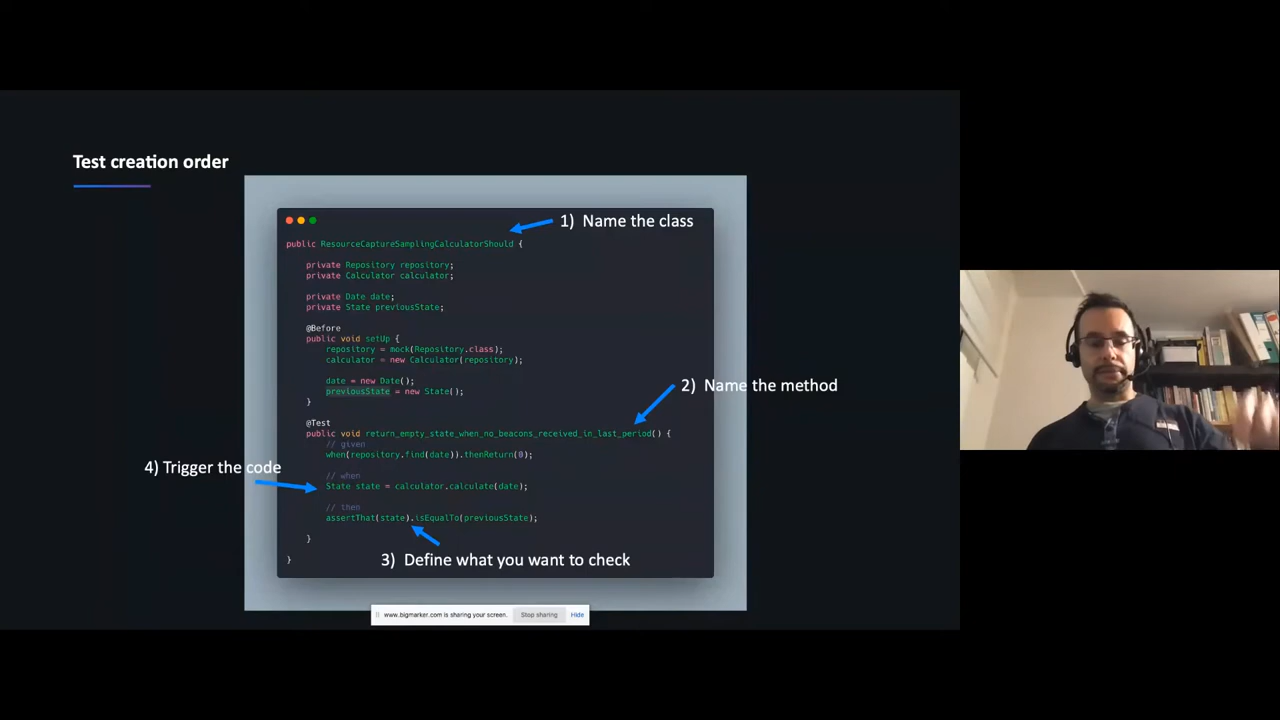 Test creation order
1) Name the class
public ResourceCaptureSamplingCalculatorShould {
private Repository repository;
private Calculator calculator;
private Date date;
private State previousState;
@Before
public void setUp {
repository = mock(Repository.class);
calculator = new Calculator(repository);
date = new Date();
previousState = new State();
}
2) Name the method
@Test
public void return_empty_state_when_no_beacons_received_in_last_period() {
// given
when(repository.find(date)).thenReturn(0);
4) Trigger the code
// when
State state = calculator.calculate(date);
// then
assertThat(state).isEqualTo(previousState);
}
3) Define what you want to check
}
www.bigmarker.com is sharing your screen.
Stop sharing
Hide